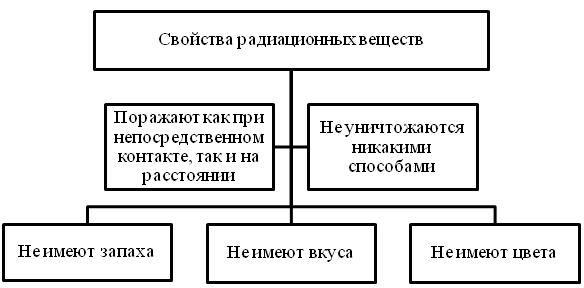 Свойства радиационных веществ
Поражают как при
непосредственном
контакте, так и на
расстоянии
Не уничтожаются
никакими
способами
Не имеют запаха
Не имеют вкуса
Не имеют цвета